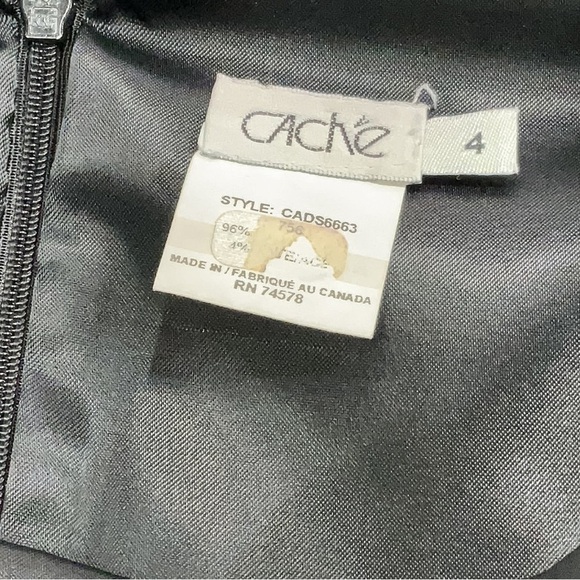 cAché
4
STYLE: CADS6663
96%
4%
MADE IN / FABRIQUÉ AU CANADA
RN 74578